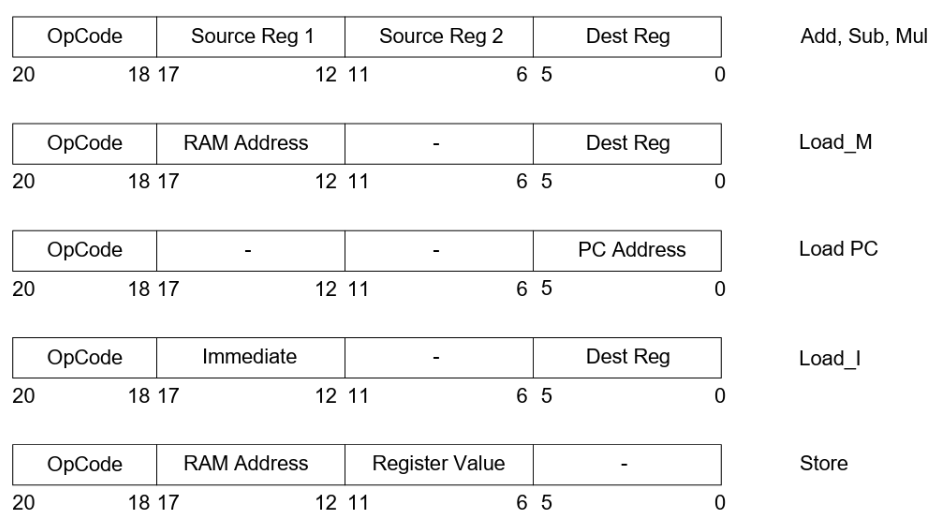 OpCode Source Reg 1 Source Reg 2 Dest Reg Add, Sub, Mul
20 18 17 12 11 6 5 0
OpCode RAM Address - Dest Reg Load_M
20 18 17 12 11 6 5 0
OpCode - - PC Address Load PC
20 18 17 12 11 6 5 0
OpCode Immediate - Dest Reg Load_I
20 18 17 12 11 6 5 0
OpCode RAM Address Register Value - Store
20 18 17 12 11 6 5 0